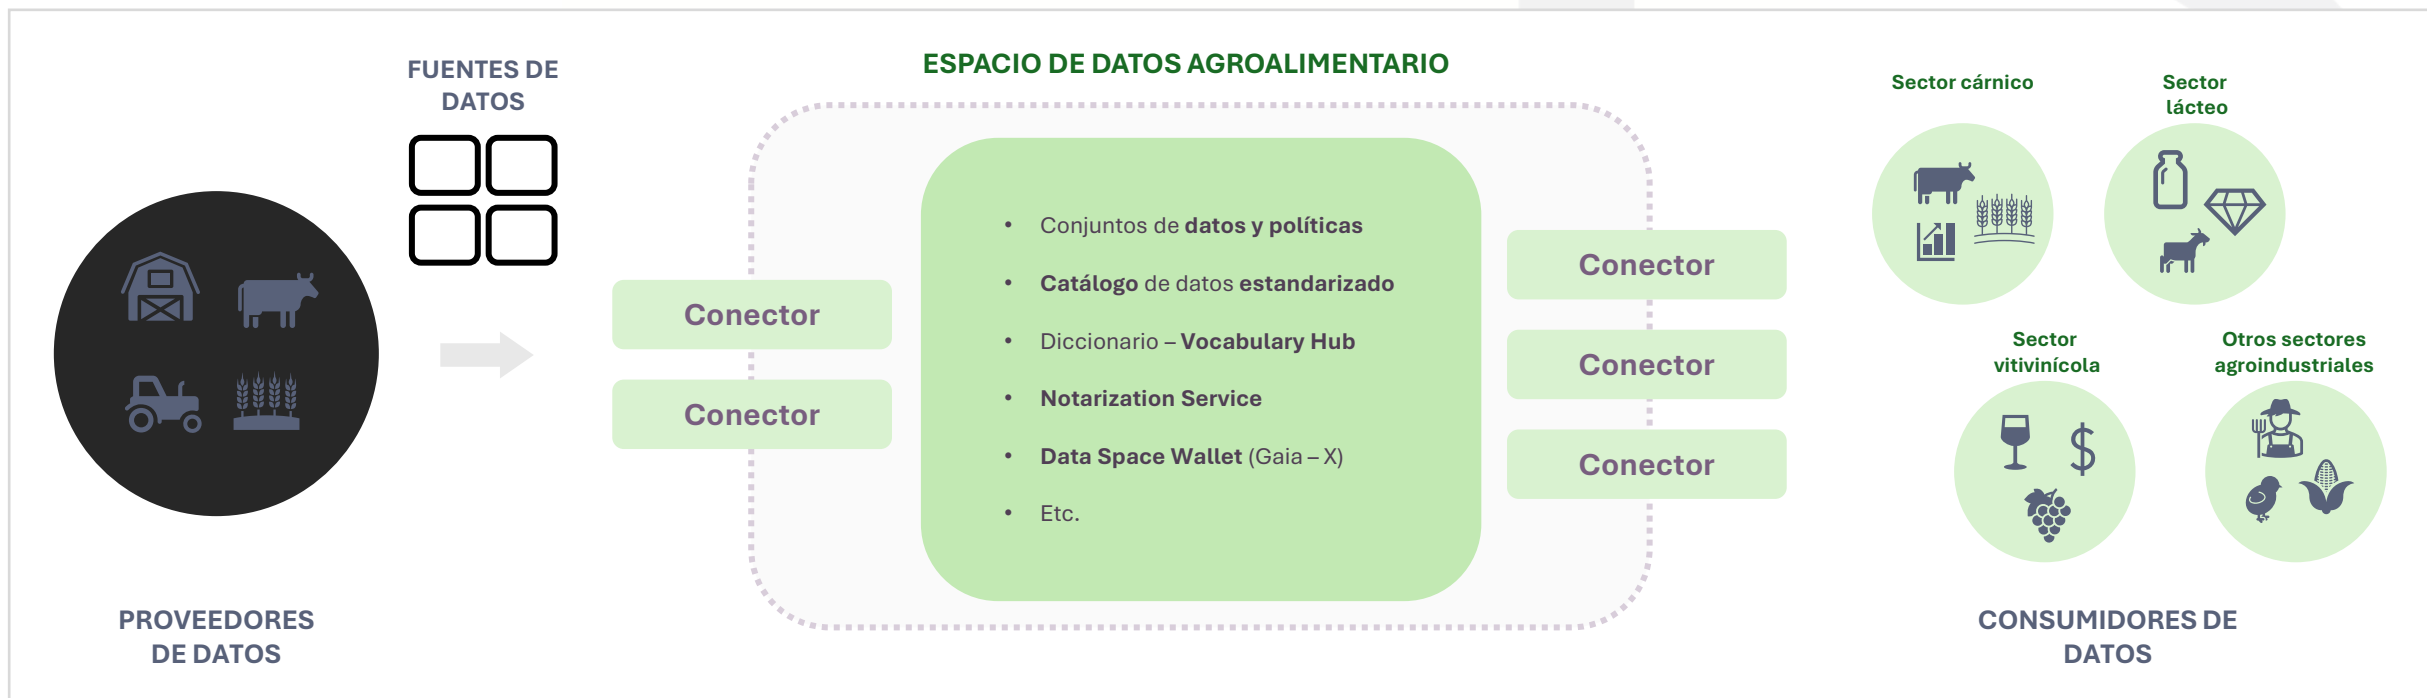 FUENTES DE
DATOS
PROVEEDORES
DE DATOS
ESPACIO DE DATOS AGROALIMENTARIO
Conector
Conector
• Conjuntos de datos y políticas
• Catálogo de datos estandarizado
• Diccionario – Vocabulary Hub
• Notarization Service
• Data Space Wallet (Gaia – X)
• Etc.
Conector
Conector
Conector
Sector cárnico
Sector
lácteo
Sector
vitivinícola
Otros sectores
agroindustriales
CONSUMIDORES DE
DATOS